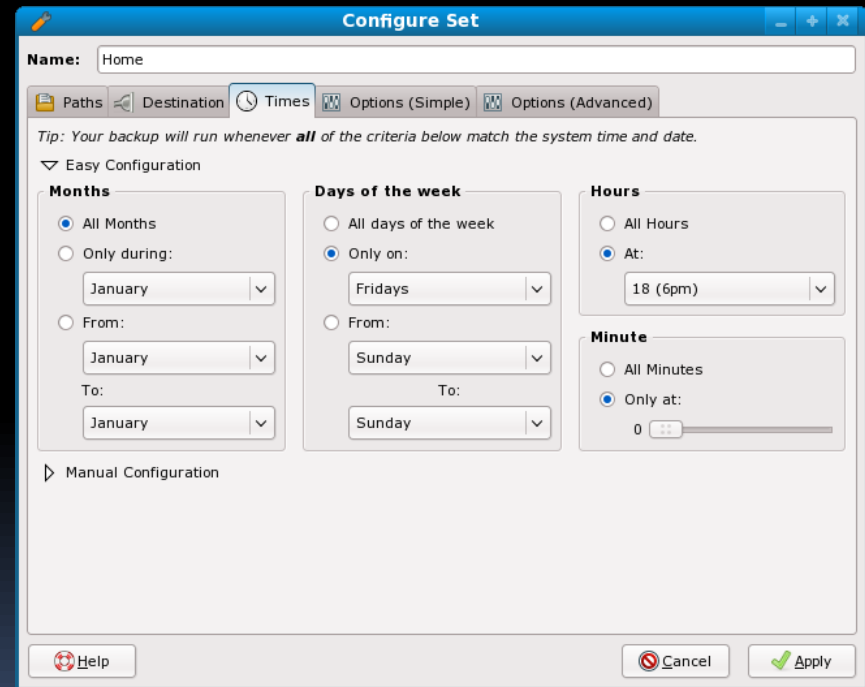 Configure Set
Name: Home
Paths Destination Times Options (Simple) Options (Advanced)
Tip: Your backup will run whenever all of the criteria below match the system time and date.
Easy Configuration
Months
All Months
Only during:
January
From:
January
To:
January
Days of the week
All days of the week
Only on:
Fridays
From:
Sunday
To:
Sunday
Hours
All Hours
At:
18 (6pm)
Minute
All Minutes
Only at:
0
Manual Configuration
Help Cancel Apply